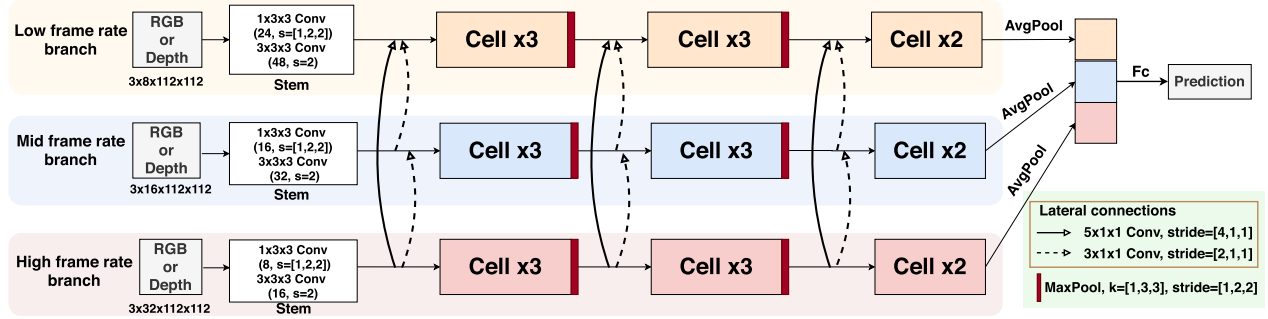 Low frame rate
branch
RGB
or
Depth
3x8x112x112
1x3x3 Conv
(24, s=[1,2,2])
3x3x3 Conv
(48, s=2)
Stem
Cell x3
Cell x3
Cell x2
AvgPool
Mid frame rate
branch
RGB
or
Depth
3x16x112x112
1x3x3 Conv
(16, s=[1,2,2])
3x3x3 Conv
(32, s=2)
Stem
Cell x3
Cell x3
Cell x2
AvgPool
Fc
Prediction
High frame rate
branch
RGB
or
Depth
3x32x112x112
1x3x3 Conv
(8, s=[1,2,2])
3x3x3 Conv
(16, s=2)
Stem
Cell x3
Cell x3
Cell x2
AvgPool
Lateral connections
5x1x1 Conv, stride=[4,1,1]
3x1x1 Conv, stride=[2,1,1]
MaxPool, k=[1,3,3], stride=[1,2,2]